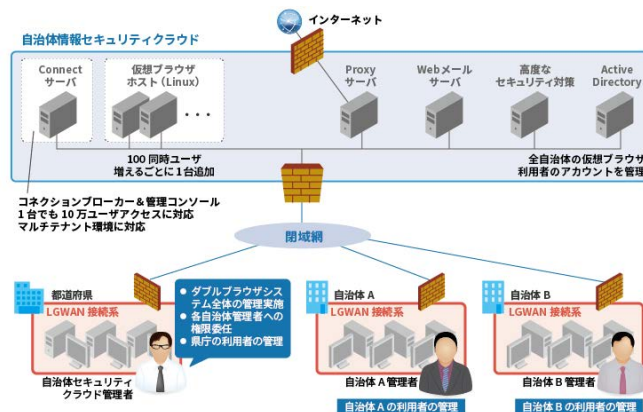 インターネット
自治体情報セキュリティクラウド
Connect
サーバ
仮想ブラウザ
ホスト(Linux)
・・・
Proxy
サーバ
Webメール
サーバ
高度な
セキュリティ対策
Active
Directory
100 同時ユーザ
増えるごとに1台追加
全自治体の仮想ブラウザ
利用者のアカウントを管理
コネクションブローカー&管理コンソール
1台でも10万ユーザアクセスに対応
マルチテナント環境に対応
閉域網
都道府県
LGWAN 接続系
● ダブルブラウザシス
テム全体の管理実施
● 各自治体管理者への
権限委任
● 県庁の利用者の管理
自治体セキュリティ
クラウド管理者
自治体 A
LGWAN 接続系
自治体A管理者
自治体Aの利用者の管理
自治体 B
LGWAN 接続系
自治体B管理者
自治体Bの利用者の管理